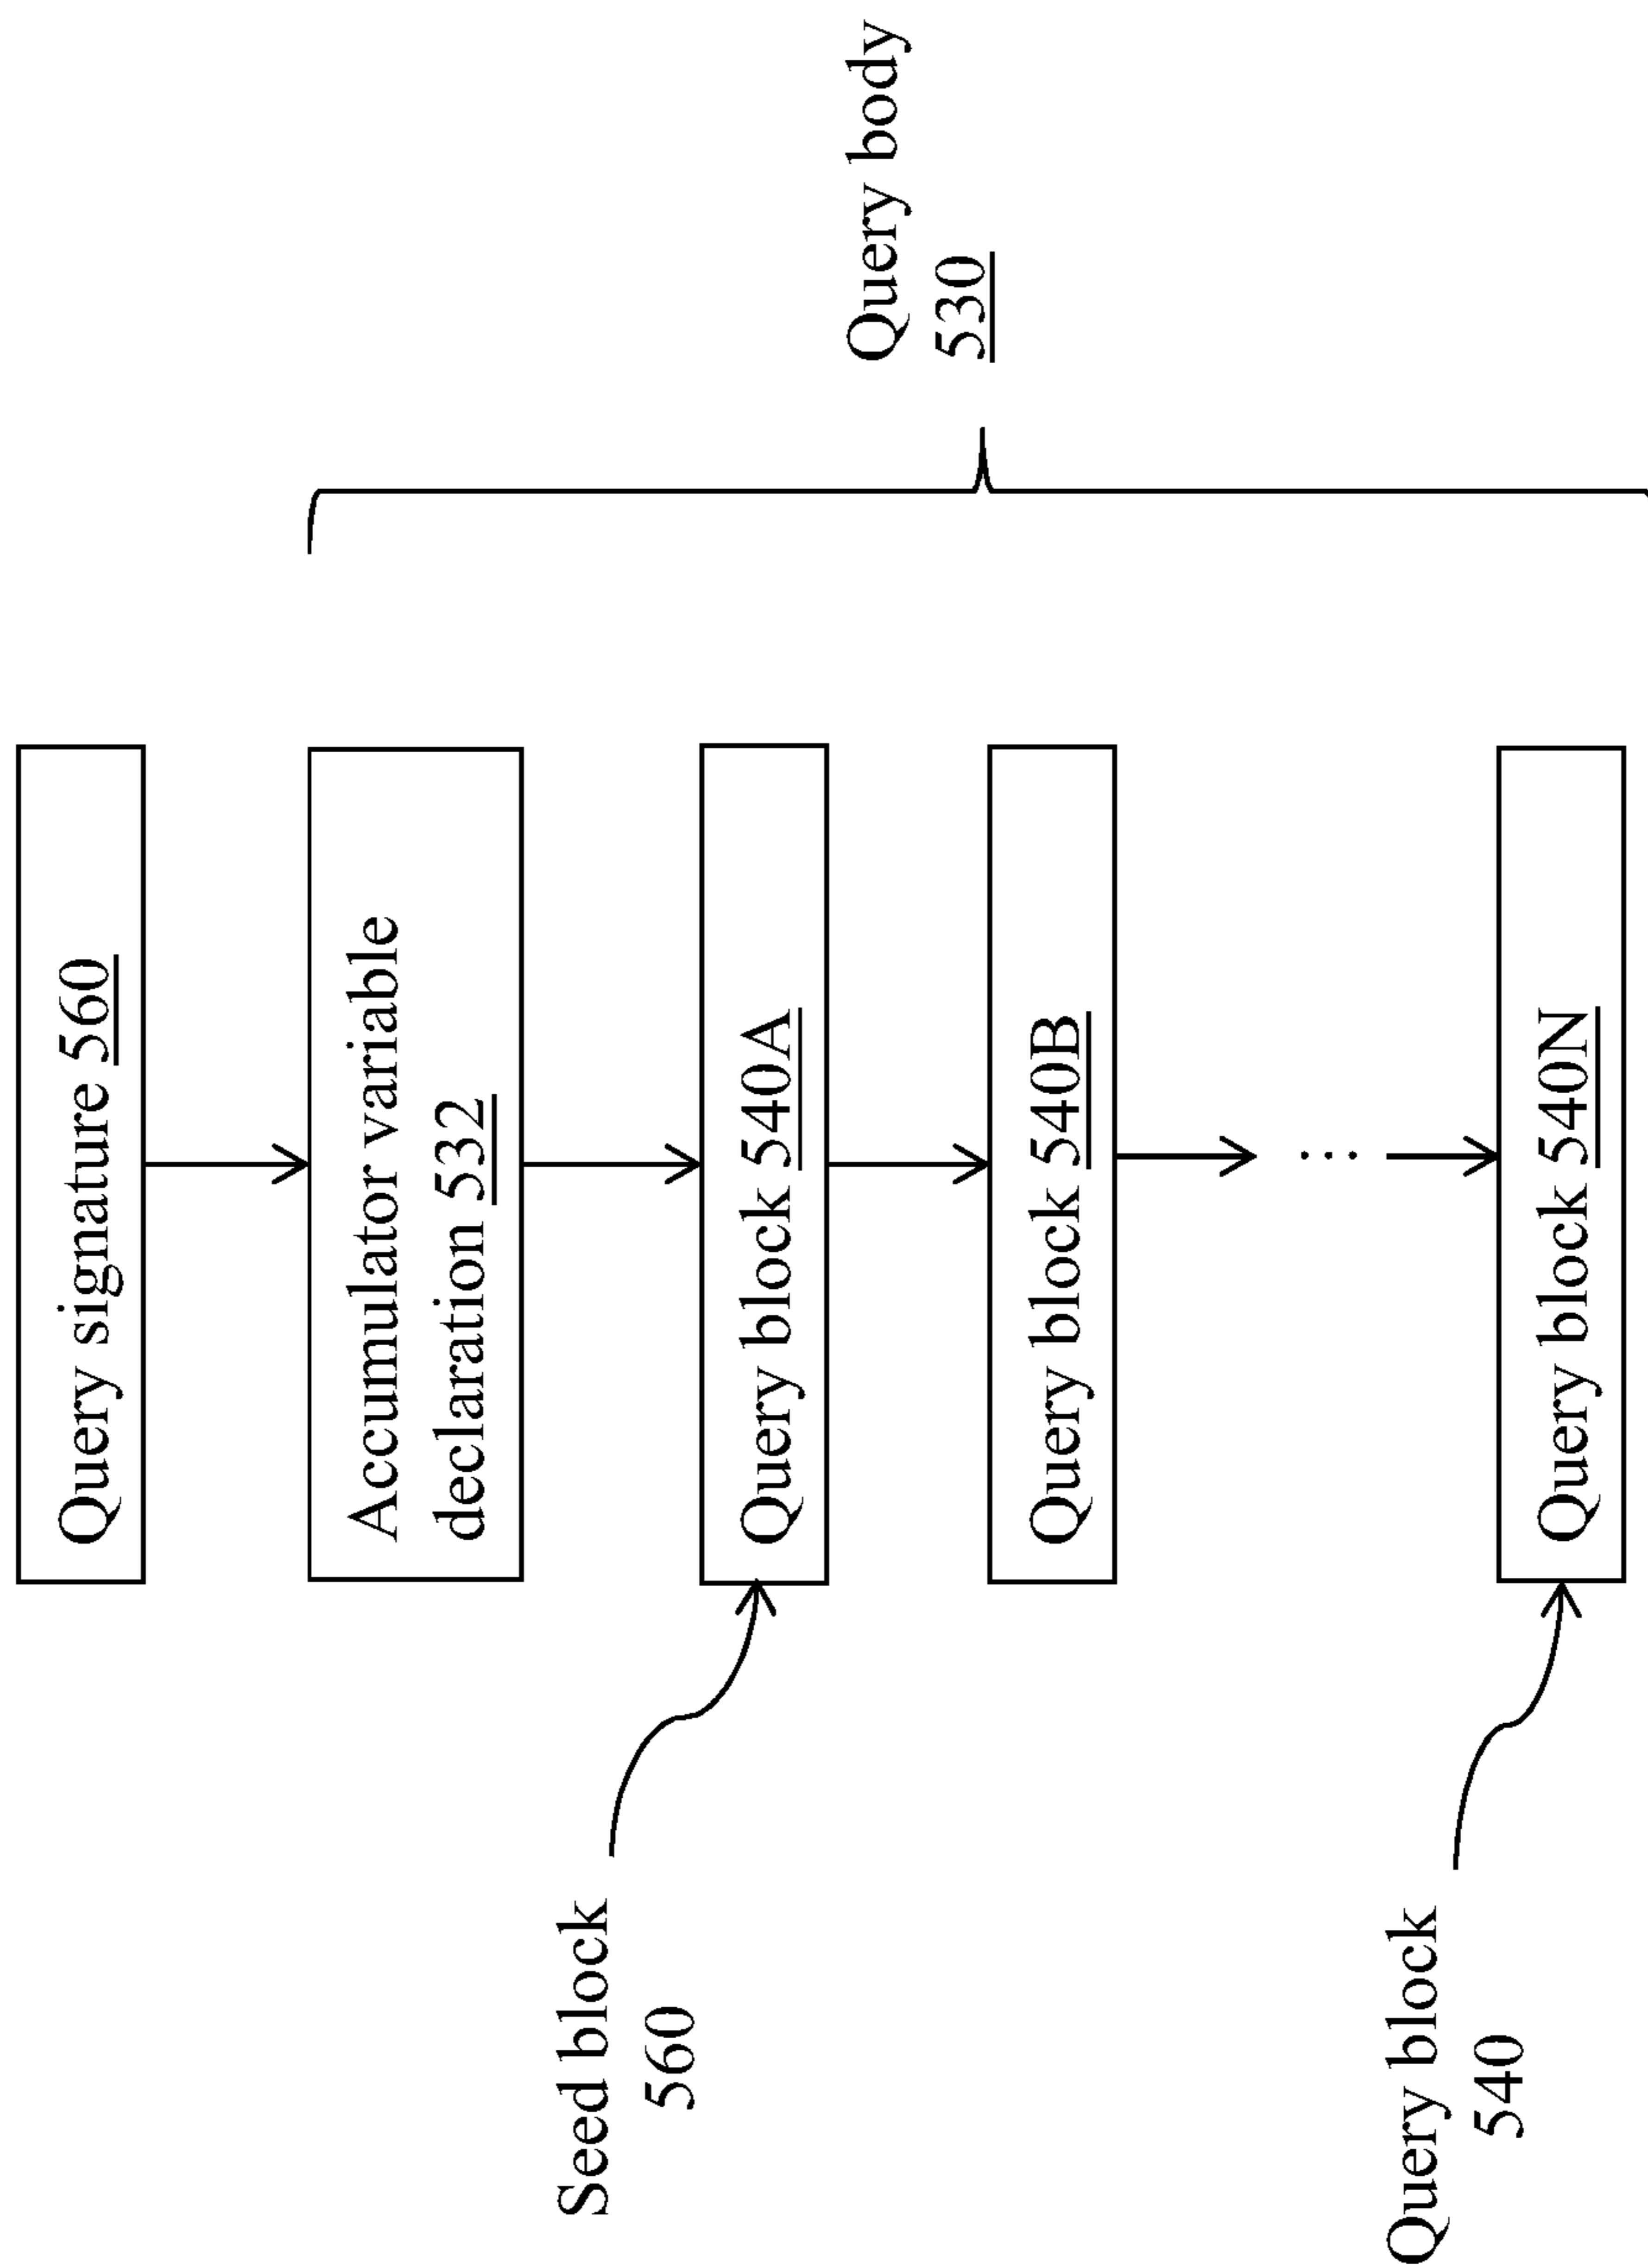 Query signature 560
Accumulator variable
declaration 532
Seed block
560
Query block 540A
Query body
530
Query block 540B
...
Query block
540
Query block 540N